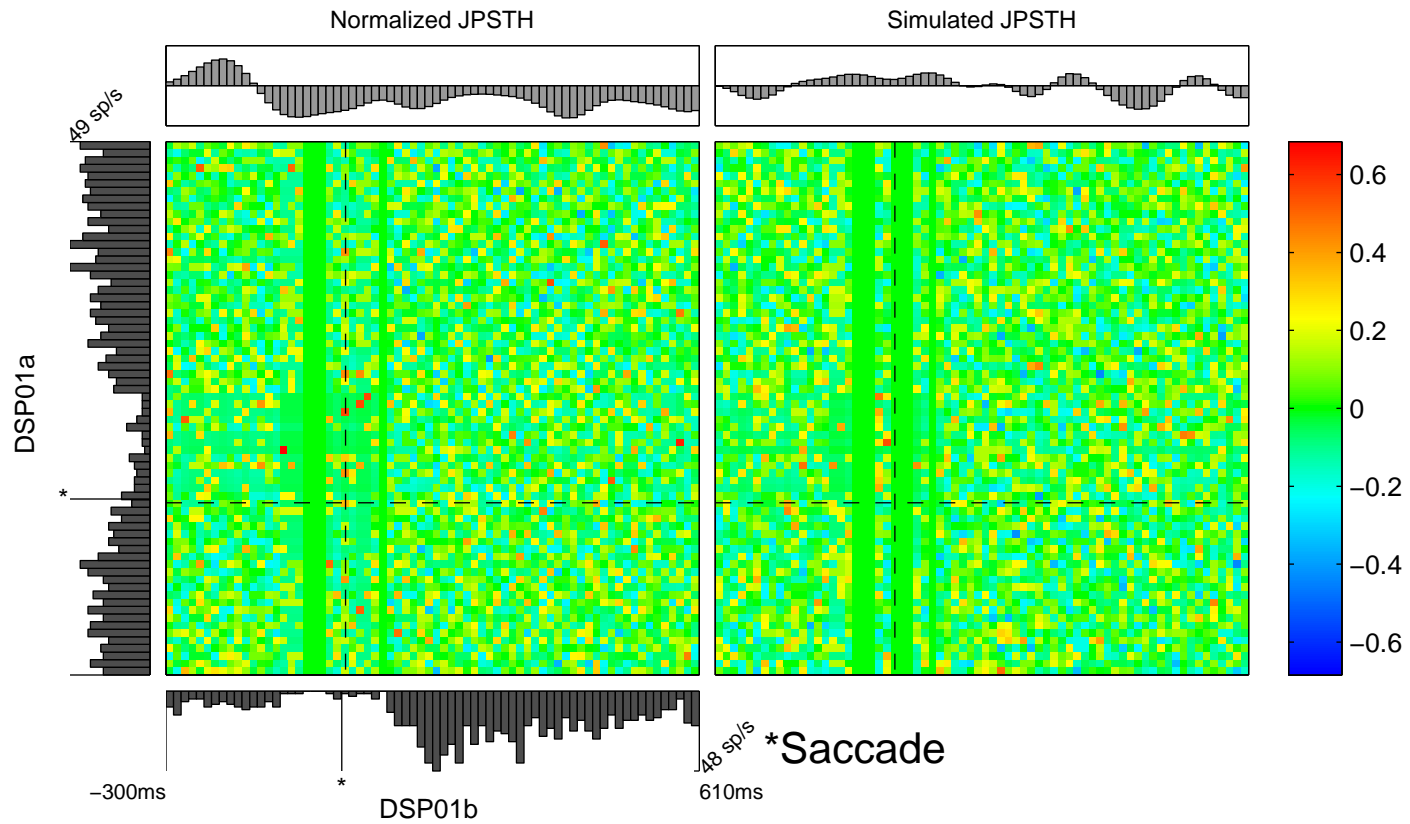 Normalized JPSTH
Simulated JPSTH
49 sp/s
DSP01a
*
0.6
0.4
0.2
0
−0.2
−0.4
−0.6
48 sp/s
*Saccade
−300ms
*
610ms
DSP01b